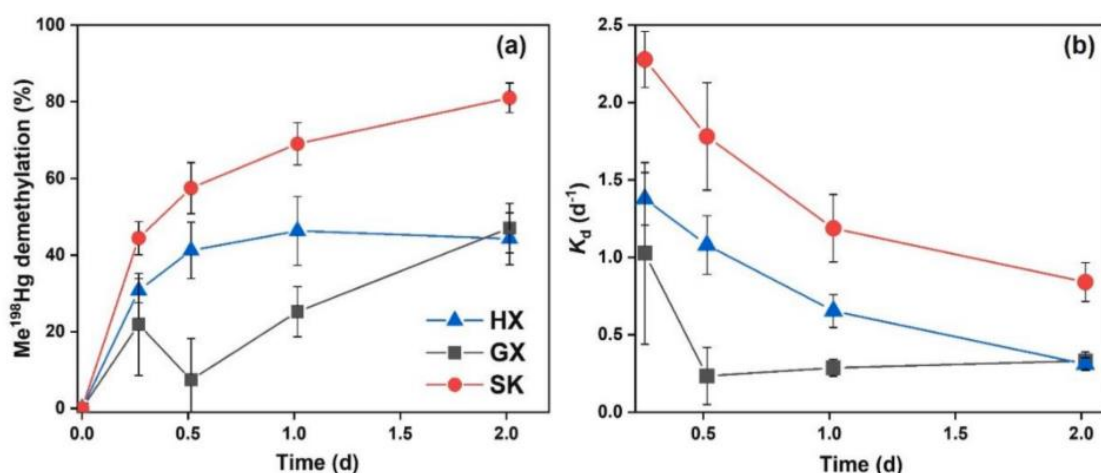 (a)
Me¹⁹⁸Hg demethylation (%)
100
80
60
40
20
0
HX
GX
SK
0.0 0.5 1.0 1.5 2.0
Time (d)
(b)
K_d (d⁻¹)
2.5
2.0
1.5
1.0
0.5
0.0
0.5 1.0 1.5 2.0
Time (d)